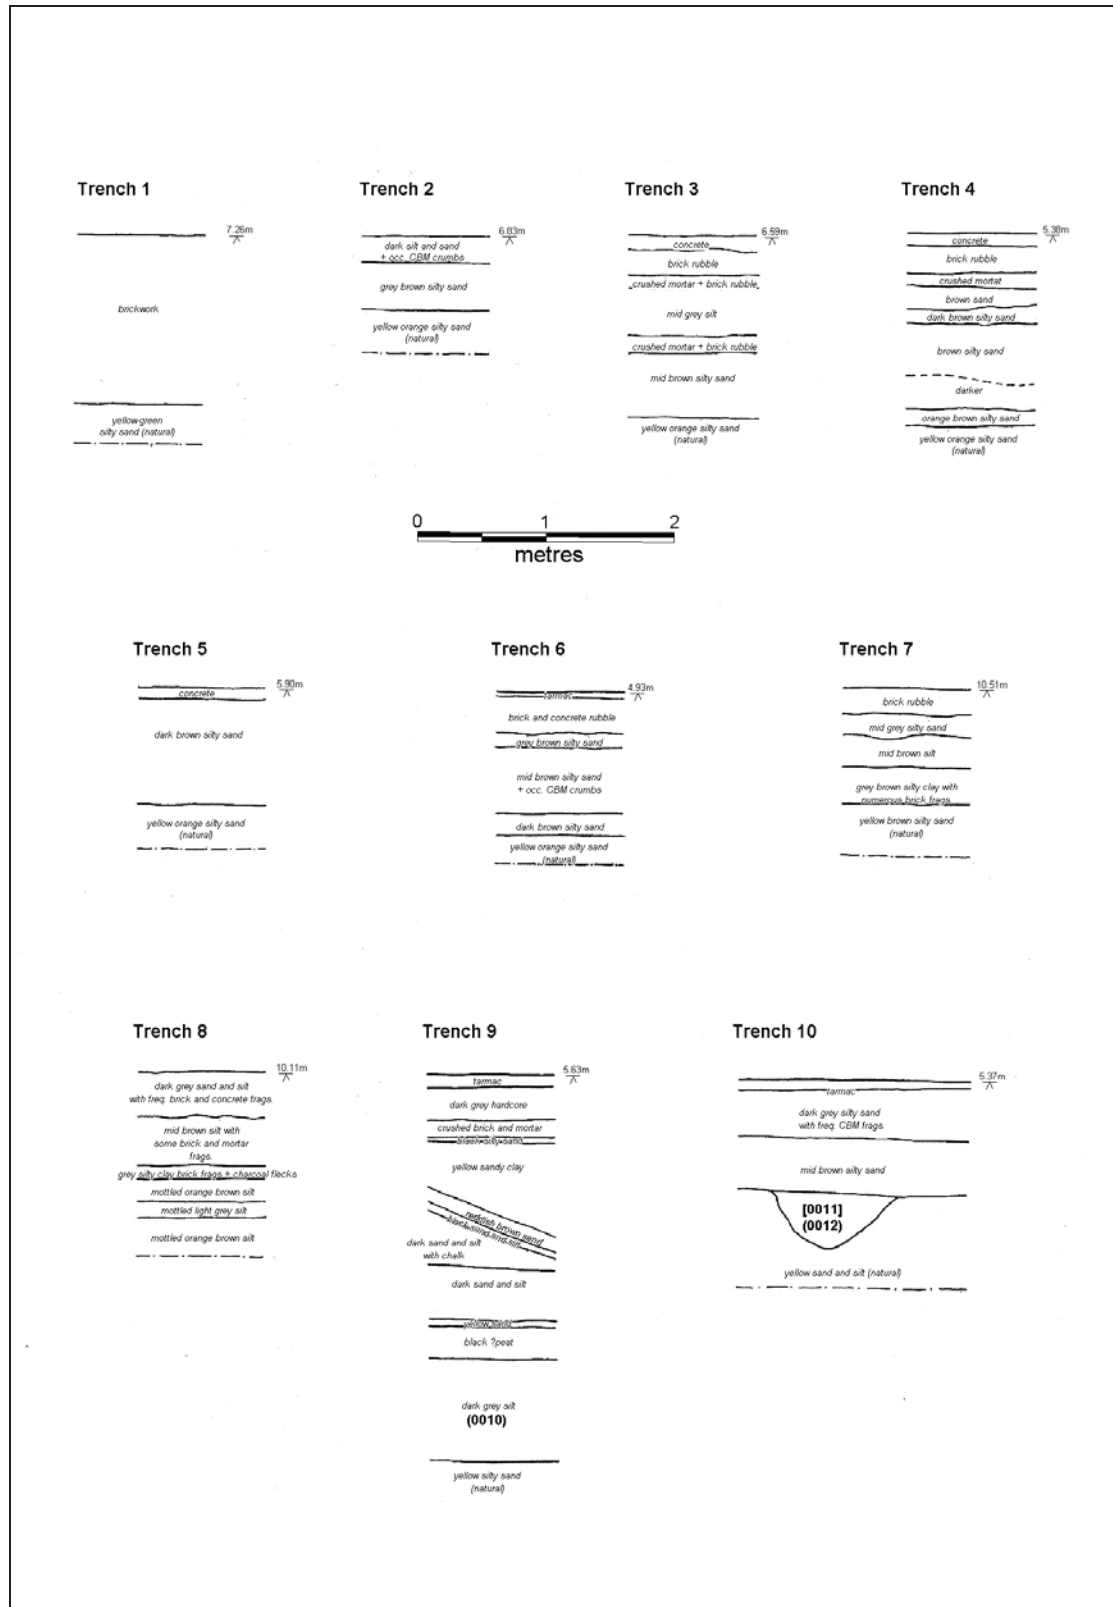 Trench 1
7.26m
brickwork
yellow-green
silty sand (natural)
Trench 2
6.83m
dark silt and sand
+ occ. CBM crumbs
grey brown silty sand
yellow orange silty sand
(natural)
Trench 3
6.59m
concrete
brick rubble
crushed mortar + brick rubble
mid grey silt
crushed mortar + brick rubble
mid brown silty sand
yellow orange silty sand
(natural)
Trench 4
5.38m
concrete
brick rubble
crushed mortar
brown sand
dark brown silty sand
brown silty sand
darker
orange brown silty sand
yellow orange silty sand
(natural)
0 1 2
metres
Trench 5
5.90m
concrete
dark brown silty sand
yellow orange silty sand
(natural)
Trench 6
4.93m
tarmac
brick and concrete rubble
grey brown silty sand
mid brown silty sand
+ occ. CBM crumbs
dark brown silty sand
yellow orange silty sand
(natural)
Trench 7
10.51m
brick rubble
mid grey silty sand
mid brown silt
grey brown silty clay with
numerous brick frags
yellow brown silty sand
(natural)
Trench 8
10.11m
dark grey sand and silt
with freq. brick and concrete frags.
mid brown silt with
some brick and mortar
frags.
grey silty clay brick frags + charcoal flecks
mottled orange brown silt
mottled light grey silt
mottled orange brown silt
Trench 9
5.63m
tarmac
dark grey hardcore
crushed brick and mortar
black silty sand
yellow sandy clay
reddish brown sand
black sand and silt
dark sand and silt
with chalk
dark sand and silt
yellow sand
black ?peat
dark grey silt
(0010)
yellow silty sand
(natural)
Trench 10
5.37m
tarmac
dark grey silty sand
with freq. CBM frags.
mid brown silty sand
[0011]
(0012)
yellow sand and silt (natural)